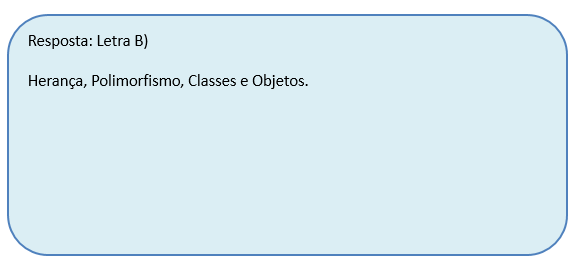 Resposta: Letra B)
Herança, Polimorfismo, Classes e Objetos.